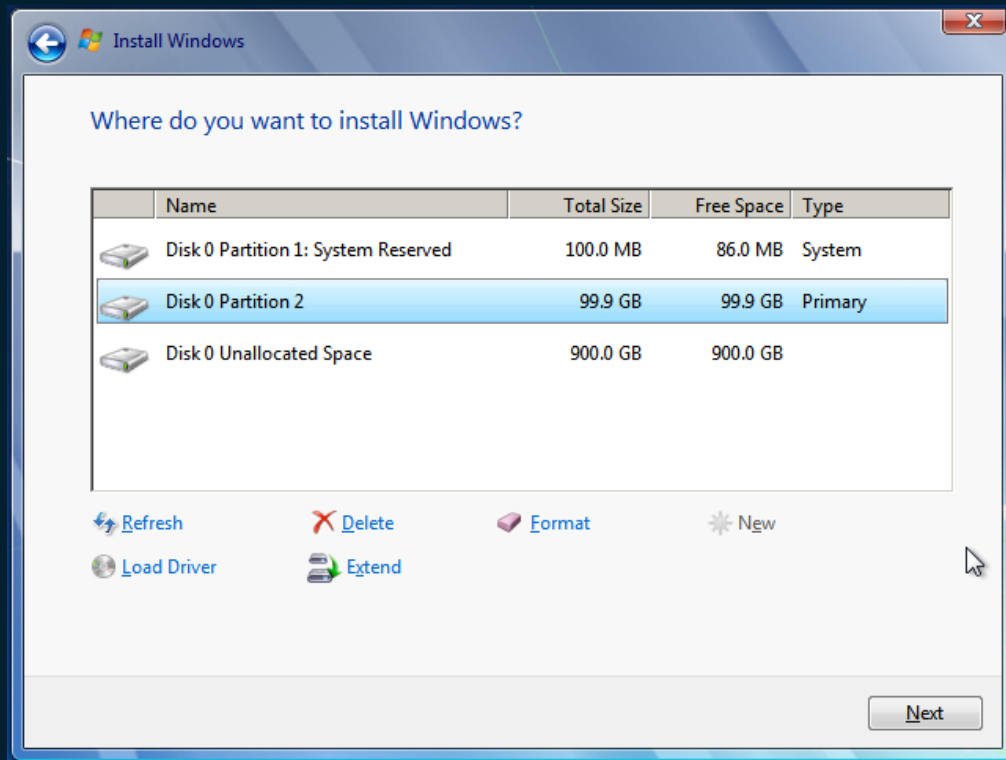 Install Windows
Where do you want to install Windows?
Name Total Size Free Space Type
Disk 0 Partition 1: System Reserved 100.0 MB 86.0 MB System
Disk 0 Partition 2 99.9 GB 99.9 GB Primary
Disk 0 Unallocated Space 900.0 GB 900.0 GB
Refresh Delete Format New
Load Driver Extend
Next